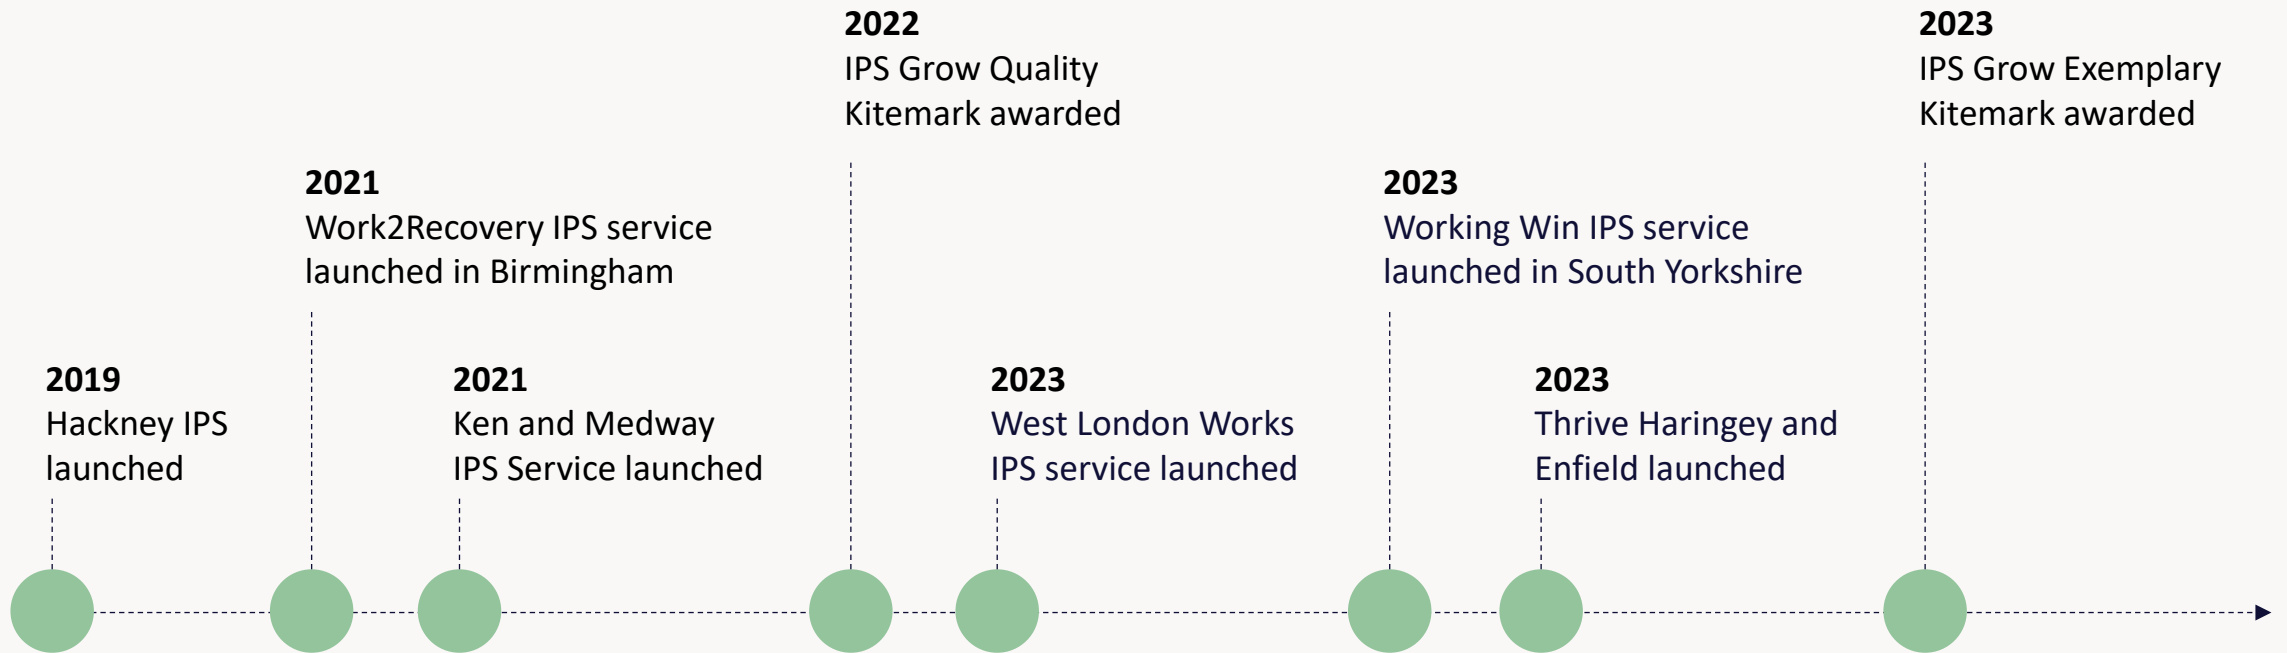 2019
Hackney IPS
launched
2021
Work2Recovery IPS service
launched in Birmingham
2021
Ken and Medway
IPS Service launched
2022
IPS Grow Quality
Kitemark awarded
2023
West London Works
IPS service launched
2023
Working Win IPS service
launched in South Yorkshire
2023
Thrive Haringey and
Enfield launched
2023
IPS Grow Exemplary
Kitemark awarded